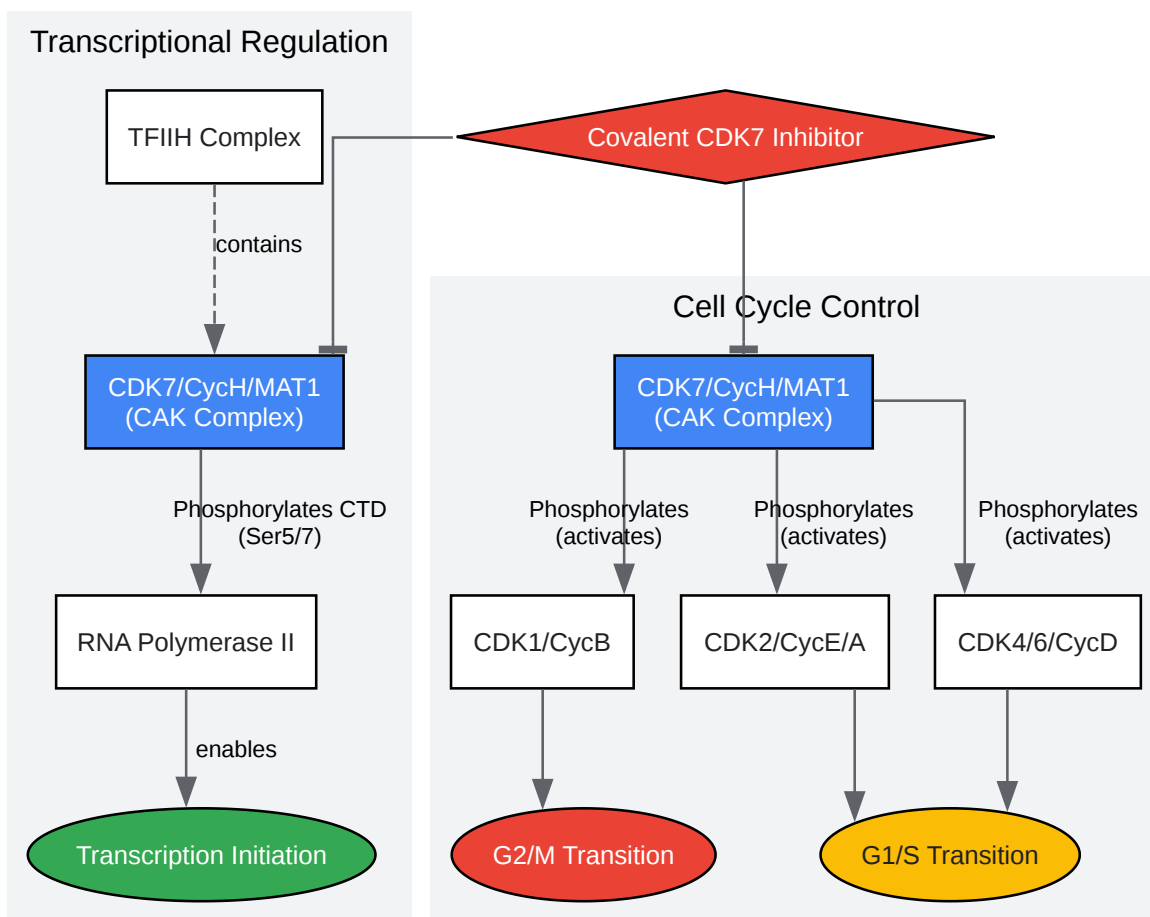 Transcriptional Regulation
TFIIH Complex
Covalent CDK7 Inhibitor
contains
Cell Cycle Control
CDK7/CycH/MAT1
(CAK Complex)
CDK7/CycH/MAT1
(CAK Complex)
Phosphorylates CTD
(Ser5/7)
Phosphorylates
(activates)
Phosphorylates
(activates)
Phosphorylates
(activates)
RNA Polymerase II
CDK1/CycB
CDK2/CycE/A
CDK4/6/CycD
enables
Transcription Initiation
G2/M Transition
G1/S Transition